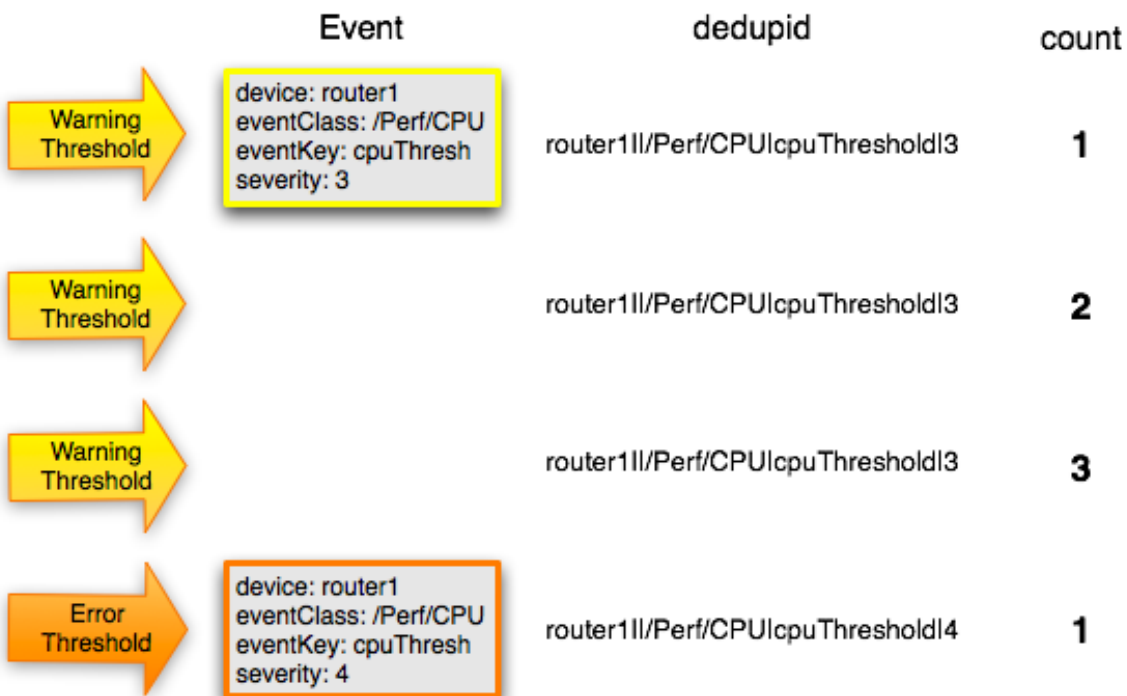 Event dedupid count
Warning
Threshold
device: router1
eventClass: /Perf/CPU
eventKey: cpuThresh
severity: 3
router1||/Perf/CPU|cpuThreshold|3
1
Warning
Threshold
router1||/Perf/CPU|cpuThreshold|3
2
Warning
Threshold
router1||/Perf/CPU|cpuThreshold|3
3
Error
Threshold
device: router1
eventClass: /Perf/CPU
eventKey: cpuThresh
severity: 4
router1||/Perf/CPU|cpuThreshold|4
1